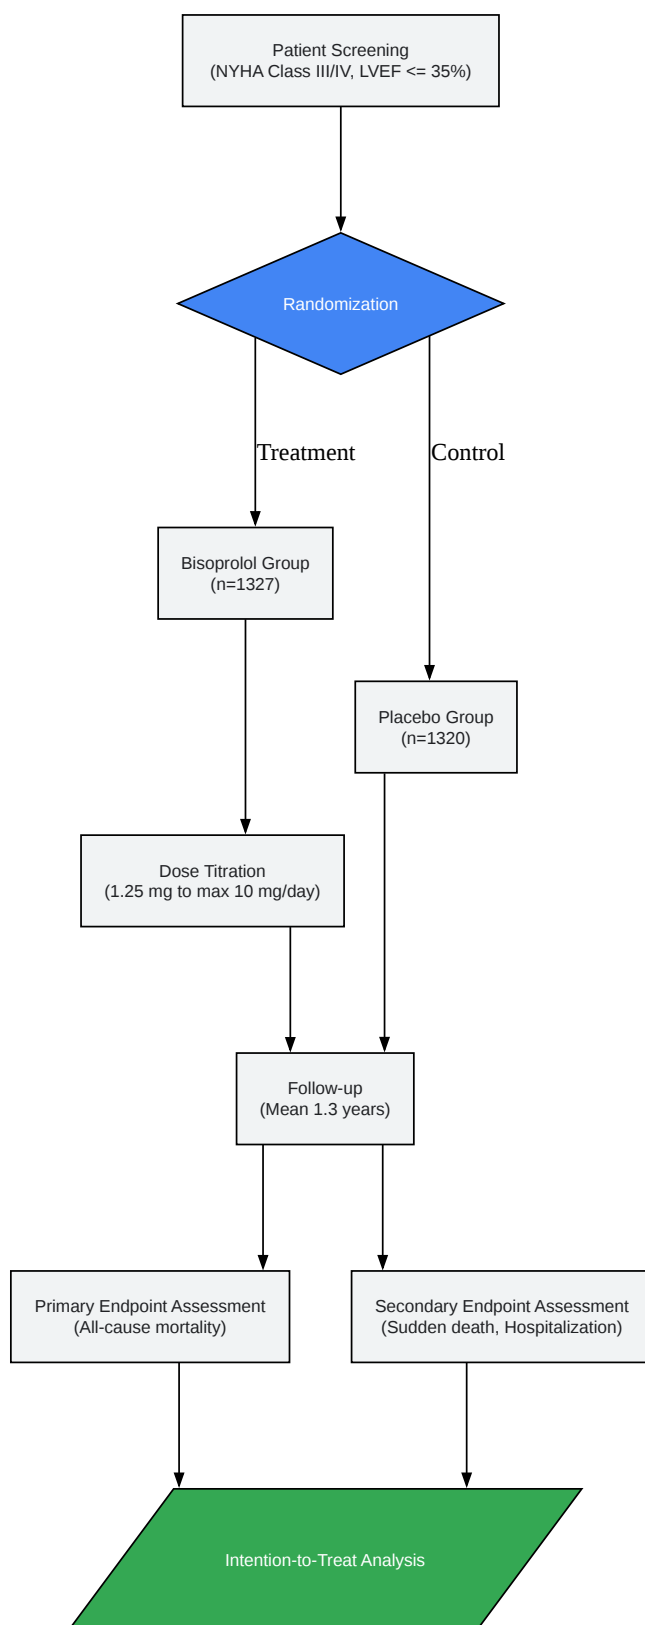 Patient Screening
(NYHA Class III/IV, LVEF <= 35%)
Randomization
Treatment
Control
Bisoprolol Group
(n=1327)
Placebo Group
(n=1320)
Dose Titration
(1.25 mg to max 10 mg/day)
Follow-up
(Mean 1.3 years)
Primary Endpoint Assessment
(All-cause mortality)
Secondary Endpoint Assessment
(Sudden death, Hospitalization)
Intention-to-Treat Analysis